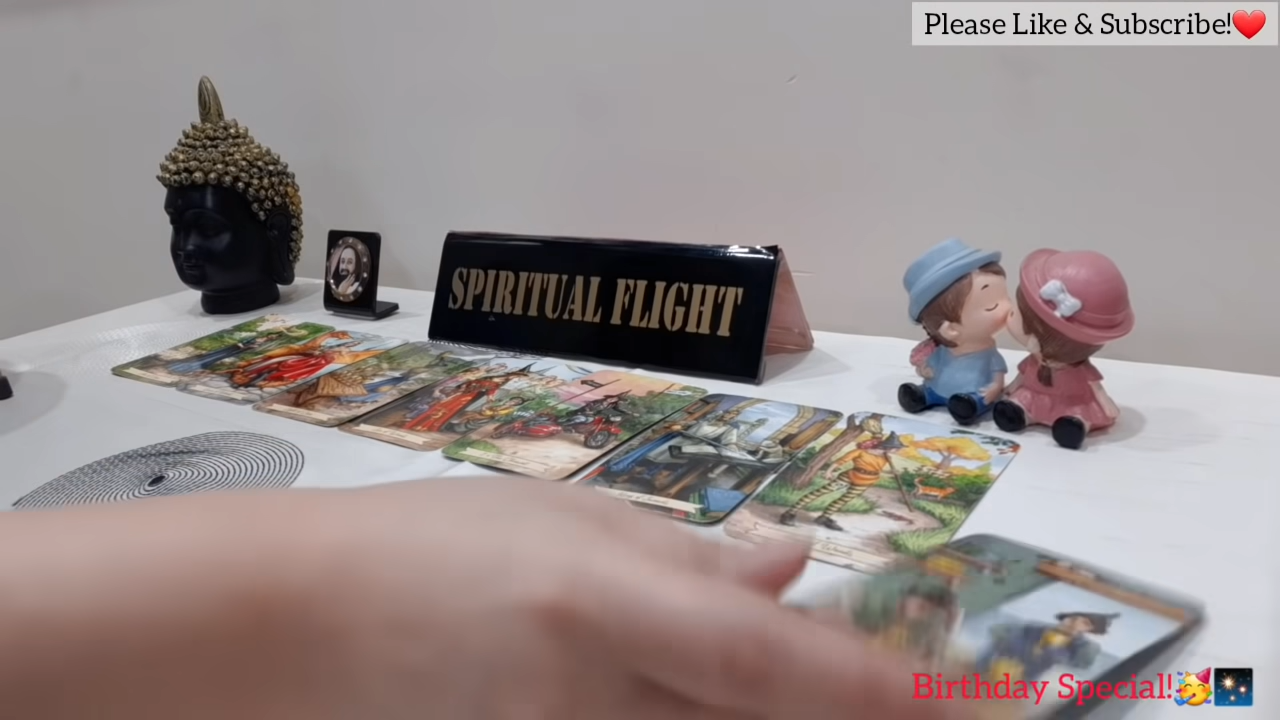 Please Like & Subscribe!❤️
SPIRITUAL FLIGHT
Birthday Special!🥳🎇